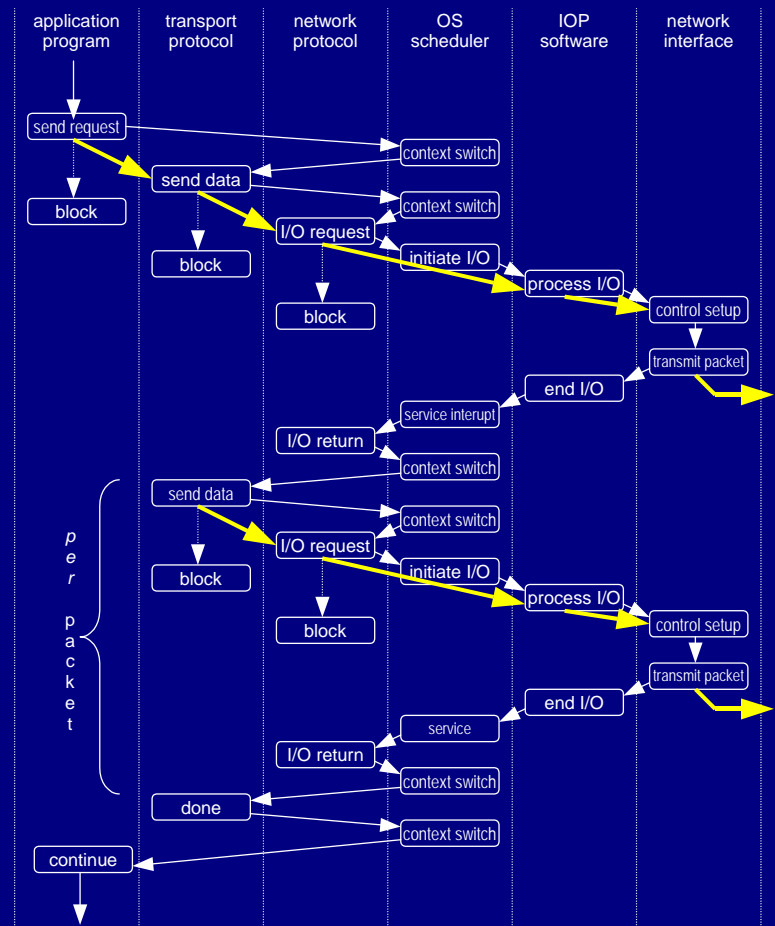 application
program
transport
protocol
network
protocol
OS
scheduler
IOP
software
network
interface
send request
context switch
send data
context switch
block
I/O request
initiate I/O
block
process I/O
control setup
block
transmit packet
end I/O
service interupt
I/O return
context switch
send data
context switch
I/O request
initiate I/O
block
process I/O
control setup
block
per packet
transmit packet
end I/O
service
I/O return
context switch
done
context switch
continue